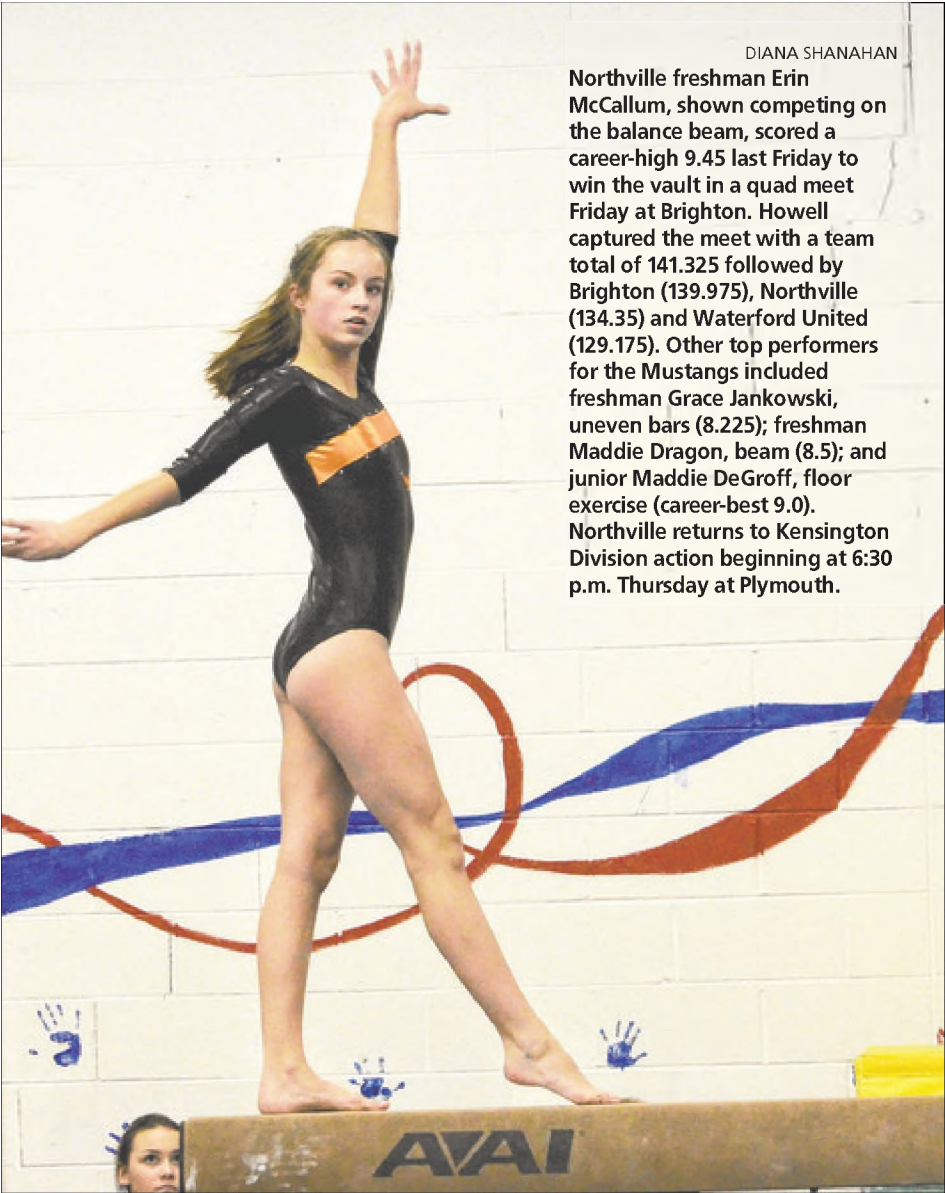 DIANA SHANAHAN
Northville freshman Erin
McCallum, shown competing on
the balance beam, scored a
career-high 9.45 last Friday to
win the vault in a quad meet
Friday at Brighton. Howell
captured the meet with a team
total of 141.325 followed by
Brighton (139.975), Northville
(134.35) and Waterford United
(129.175). Other top performers
for the Mustangs included
freshman Grace Jankowski,
uneven bars (8.225); freshman
Maddie Dragon, beam (8.5); and
junior Maddie DeGroff, floor
exercise (career-best 9.0).
Northville returns to Kensington
Division action beginning at 6:30
p.m. Thursday at Plymouth.
AAI